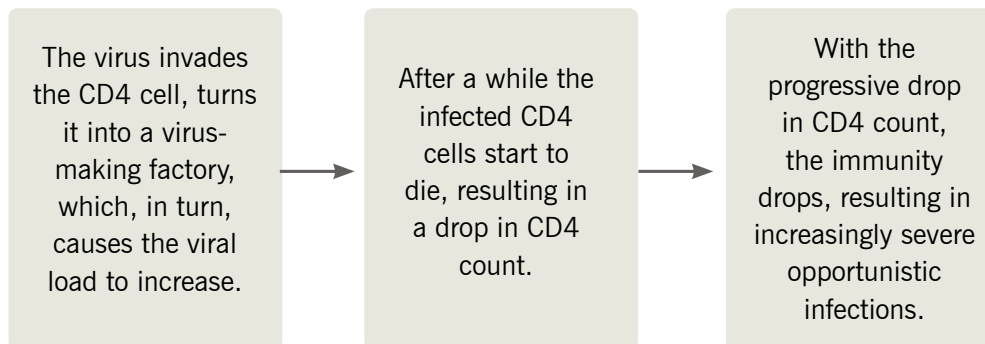 The virus invades
the CD4 cell, turns
it into a virus-
making factory,
which, in turn,
causes the viral
load to increase.
After a while the
infected CD4
cells start to
die, resulting in
a drop in CD4
count.
With the
progressive drop
in CD4 count,
the immunity
drops, resulting in
increasingly severe
opportunistic
infections.